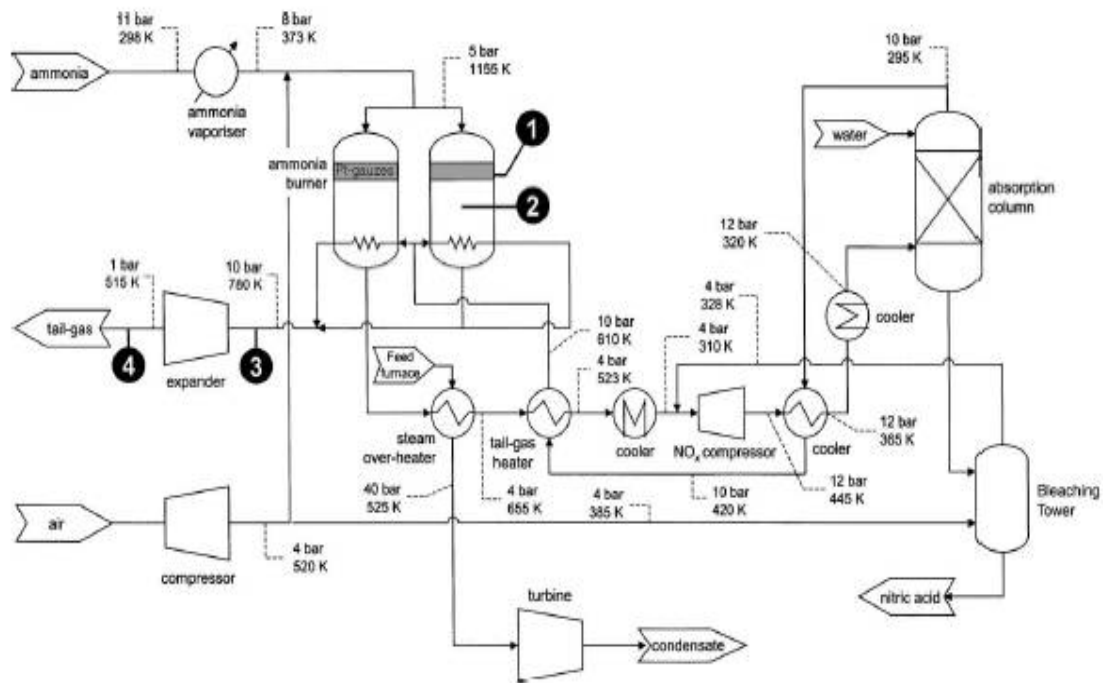 11 bar
298 K
8 bar
373 K
5 bar
1155 K
10 bar
295 K
ammonia
ammonia
vaporiser
water
1
ammonia
burner
Pt-gauzes
absorption
column
2
12 bar
320 K
1 bar
515 K
10 bar
780 K
4 bar
328 K
cooler
tail-gas
10 bar
610 K
4 bar
310 K
4
3
expander
Feed
furnace
4 bar
523 K
steam
over-heater
tail-gas
heater
cooler
NOx compressor
cooler
12 bar
365 K
40 bar
525 K
4 bar
655 K
4 bar
385 K
10 bar
420 K
12 bar
445 K
Bleaching
Tower
air
4 bar
520 K
compressor
turbine
nitric acid
condensate